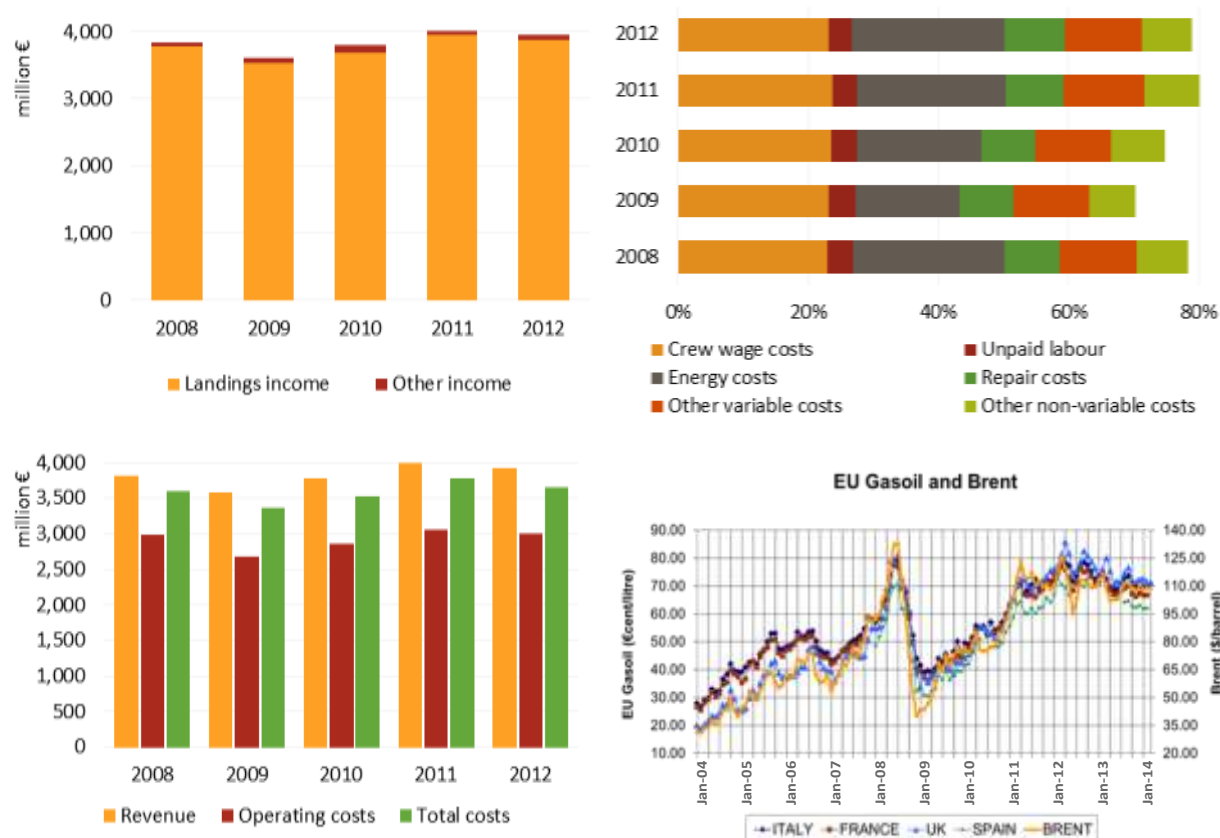 million €
4,000
3,000
2,000
1,000
0
2008 2009 2010 2011 2012
Landings income Other income
2012
2011
2010
2009
2008
0% 20% 40% 60% 80%
Crew wage costs Unpaid labour
Energy costs Repair costs
Other variable costs Other non-variable costs
million €
4,000
3,500
3,000
2,500
2,000
1,500
1,000
500
0
2008 2009 2010 2011 2012
Revenue Operating costs Total costs
EU Gasoil and Brent
EU Gasoil (€cent/litre)
90.00 140.00
80.00 125.00
70.00 110.00
60.00 95.00
50.00 80.00
40.00 65.00
30.00 50.00
20.00 35.00
10.00 20.00
Brent ($/barrel)
Jan-04 Jan-05 Jan-06 Jan-07 Jan-08 Jan-09 Jan-10 Jan-11 Jan-12 Jan-13 Jan-14
ITALY FRANCE UK SPAIN BRENT